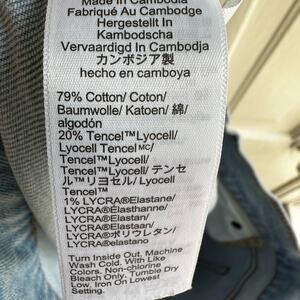 Made In Cambodia
Fabriqué Au Cambodge
Hergestellt In
Kambodscha
Vervaardigd In Cambodja
カンボジア製
hecho en camboya
79% Cotton/ Coton/
Baumwolle/ Katoen/ 綿/
algodón
20% Tencel™Lyocell/
Lyocell Tencel MC/
Tencel™Lyocell/ テンセ
ル™リヨセル/ Lyocell
Tencel™
1% LYCRA®Elastane/
LYCRA®Élasthanne/
LYCRA®Elastan/
LYCRA®Elastaan/
LYCRA®ポリウレタン/
LYCRA®elastano
Turn Inside Out, Machine
Wash Cold. With Like
Colors. Non-chlorine
Bleach Only. Tumble Dry
Low, Iron On Lowest
Setting.